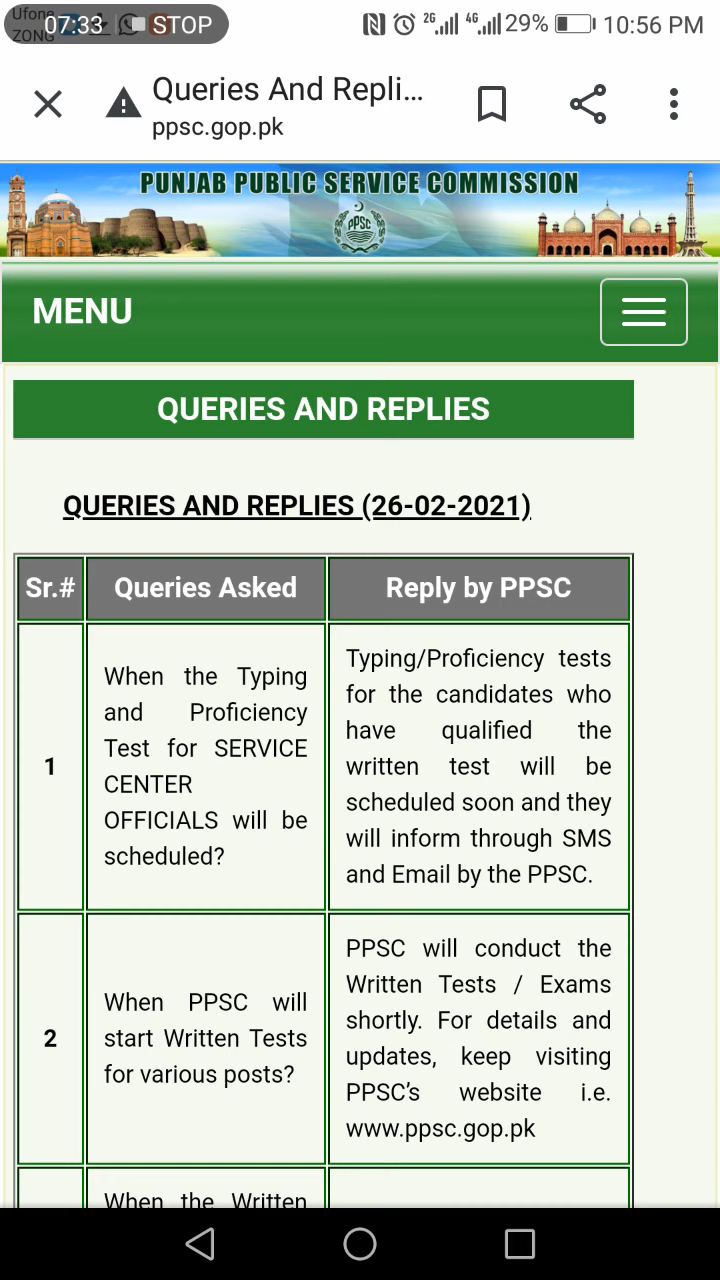 Ufone
ZONG
07:33 STOP
2G 4G 29% 10:56 PM
Queries And Repli...
ppsc.gop.pk
PUNJAB PUBLIC SERVICE COMMISSION
PPSC
MENU
QUERIES AND REPLIES
QUERIES AND REPLIES (26-02-2021)
Sr.# Queries Asked Reply by PPSC
1
When the Typing
and Proficiency
Test for SERVICE
CENTER
OFFICIALS will be
scheduled?
Typing/Proficiency tests
for the candidates who
have qualified the
written test will be
scheduled soon and they
will inform through SMS
and Email by the PPSC.
2
When PPSC will
start Written Tests
for various posts?
PPSC will conduct the
Written Tests / Exams
shortly. For details and
updates, keep visiting
PPSC’s website i.e.
www.ppsc.gop.pk
When the Written